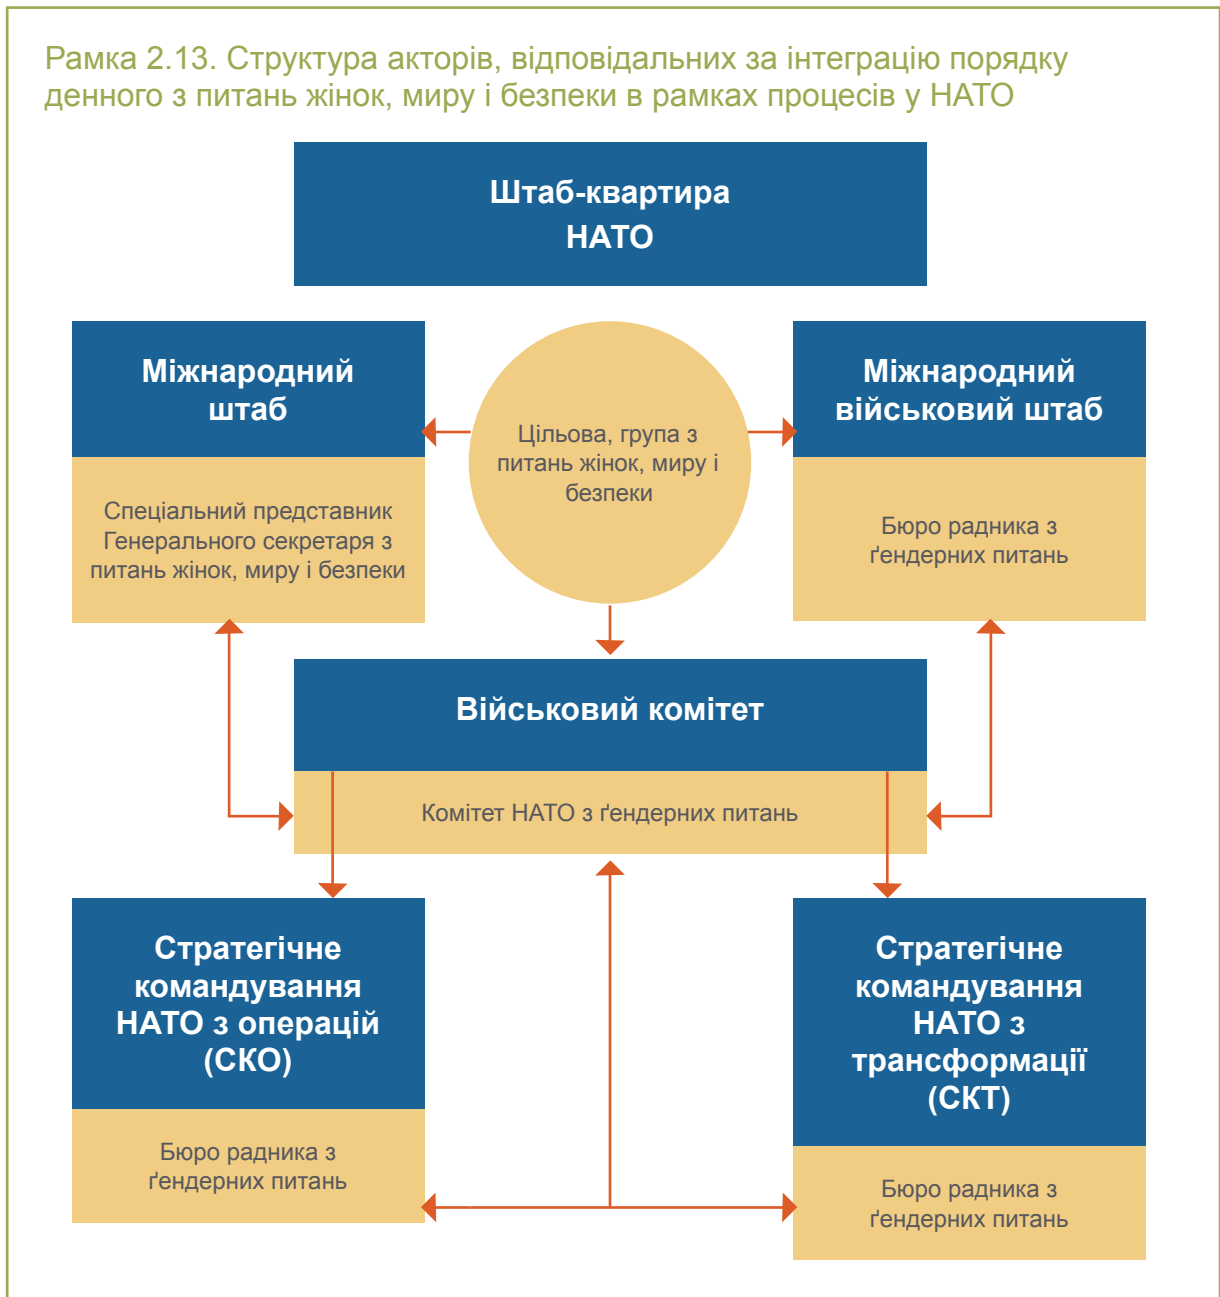 Рамка 2.13. Структура акторів, відповідальних за інтеграцію порядку
денного з питань жінок, миру і безпеки в рамках процесів у НАТО
Штаб-квартира
НАТО
Міжнародний
штаб
Спеціальний представник
Генерального секретаря з
питань жінок, миру і безпеки
Цільова, група з
питань жінок, миру і
безпеки
Міжнародний
військовий штаб
Бюро радника з
ґендерних питань
Військовий комітет
Комітет НАТО з ґендерних питань
Стратегічне
командування
НАТО з операцій
(СКО)
Бюро радника з
ґендерних питань
Стратегічне
командування
НАТО з
трансформації
(СКТ)
Бюро радника з
ґендерних питань